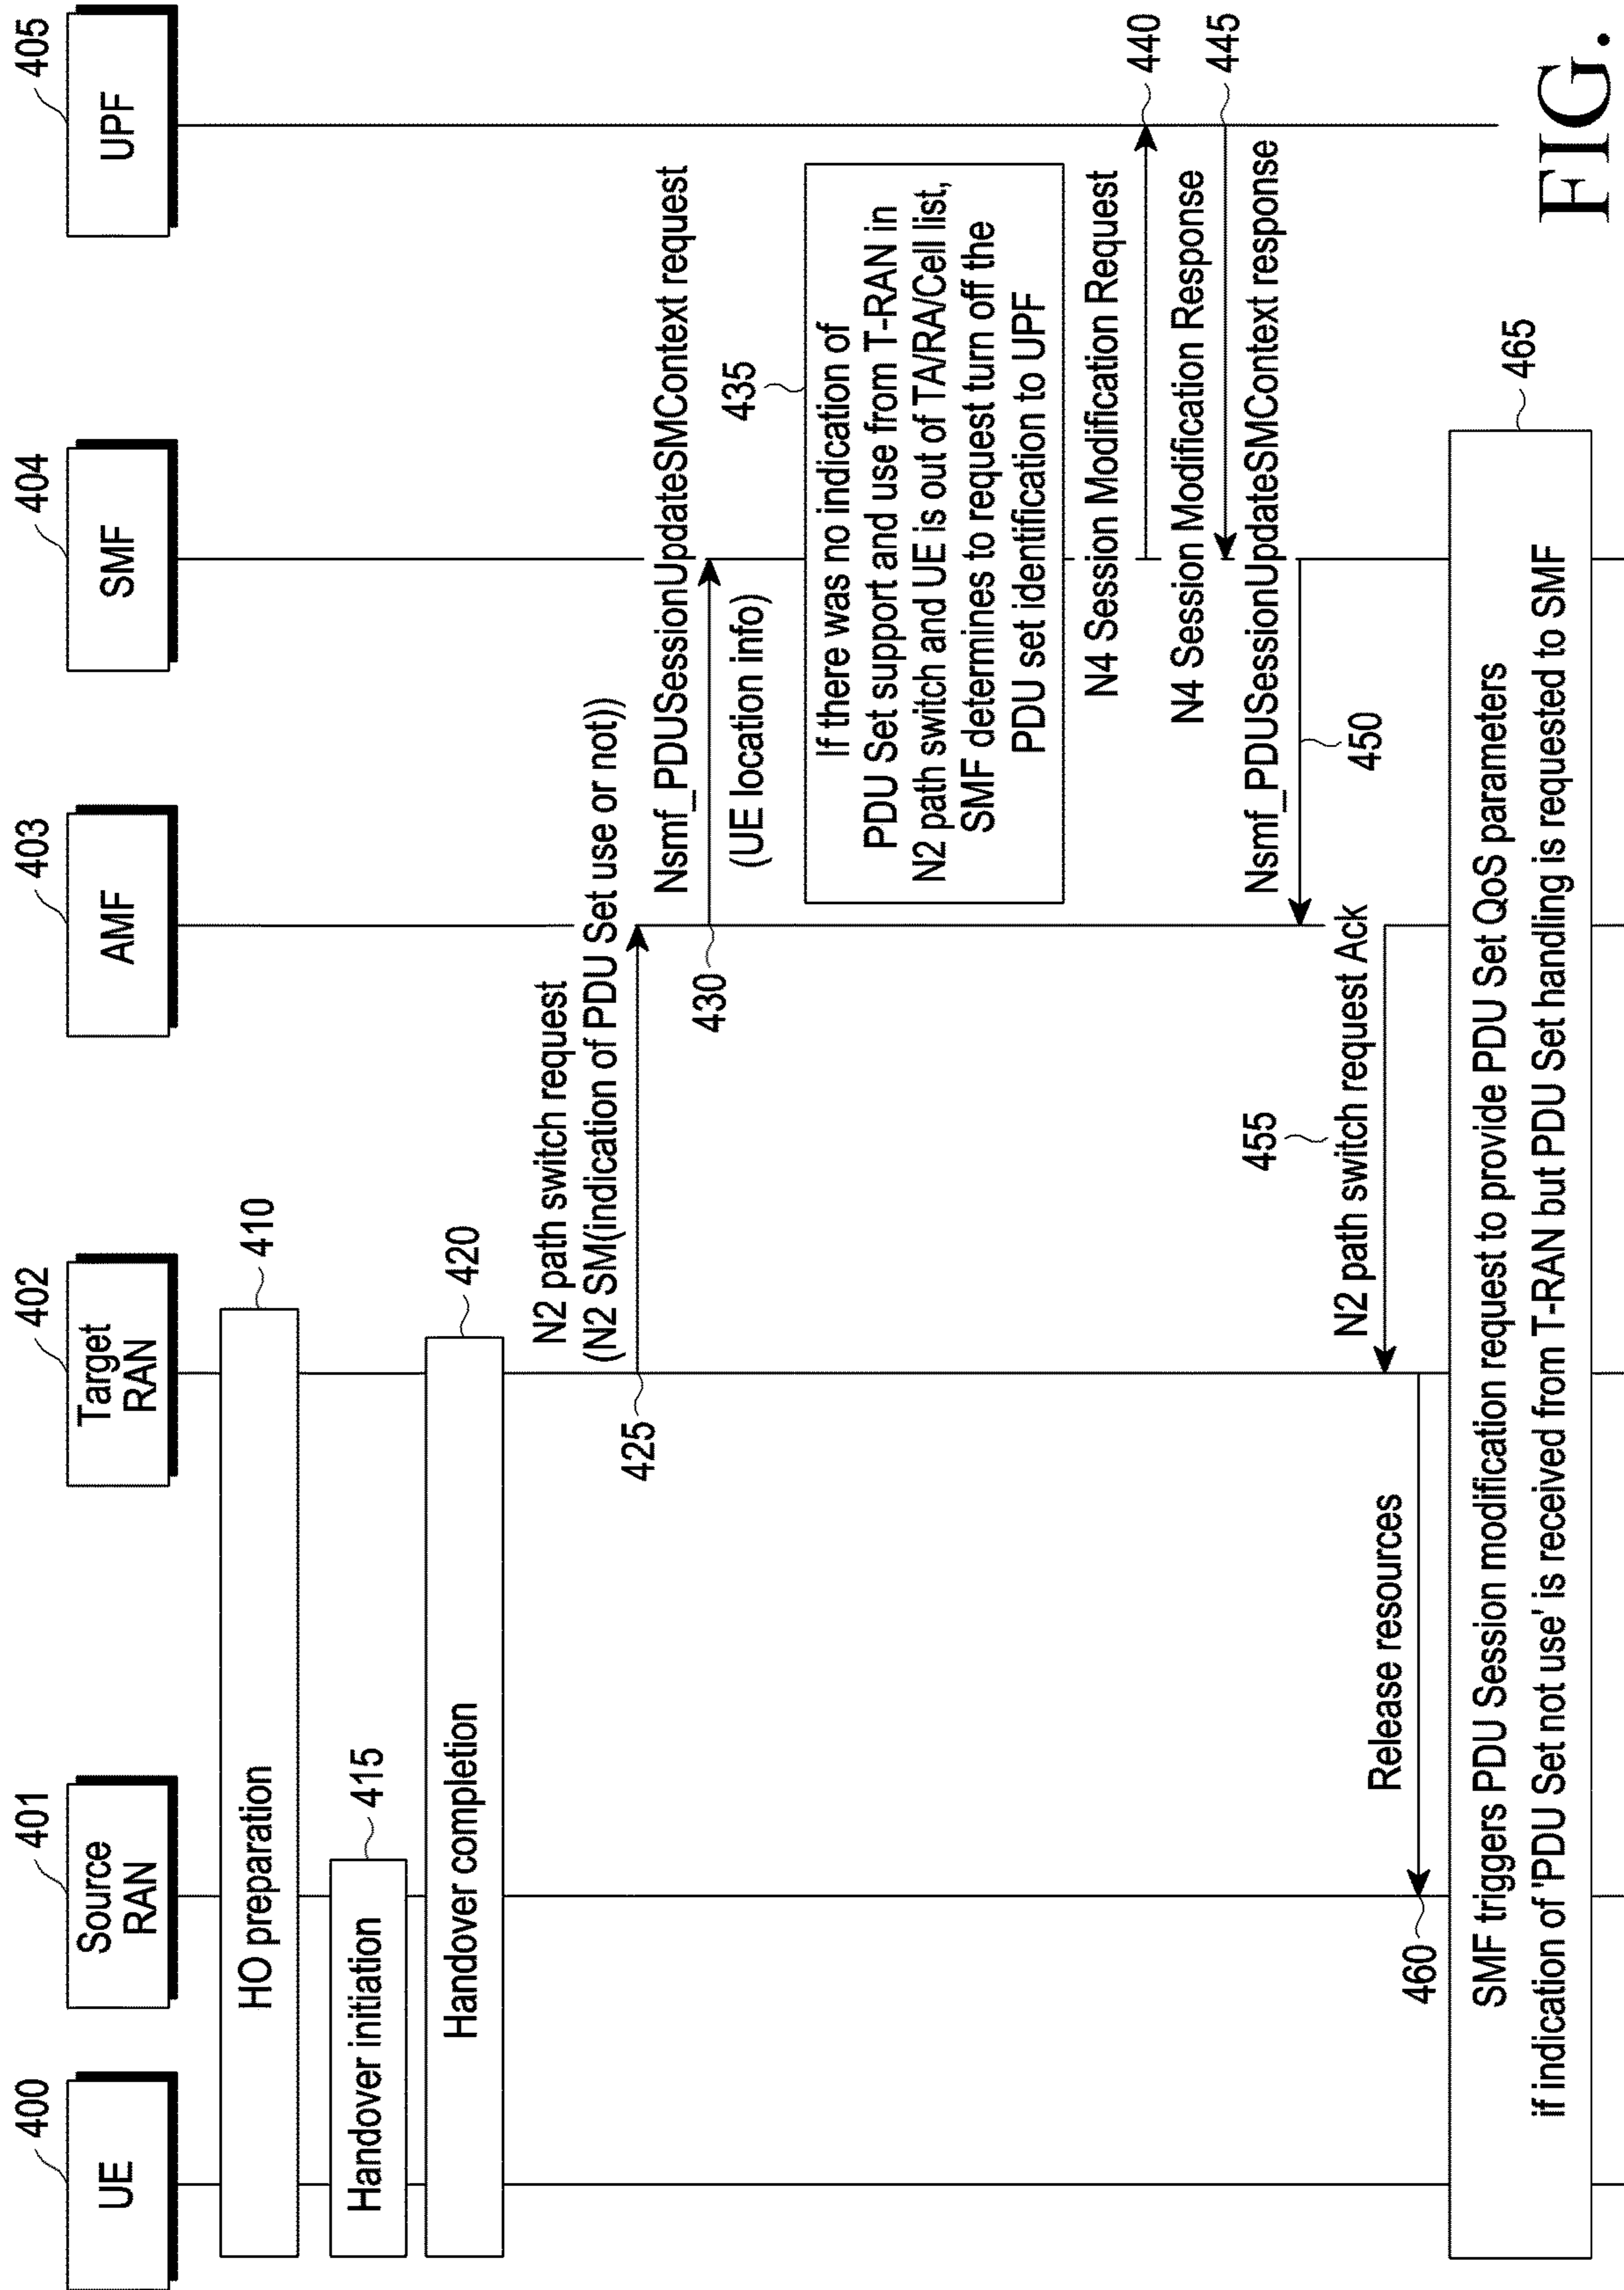 400
UE
401
Source
RAN
402
Target
RAN
403
AMF
404
SMF
405
UPF
HO preparation
410
Handover initiation
415
Handover completion
420
N2 path switch request
(N2 SM(indication of PDU Set use or not))
425
Nsmf_PDUSessionUpdateSMContext request
430
(UE location info)
435
If there was no indication of
PDU Set support and use from T-RAN in
N2 path switch and UE is out of TA/RA/Cell list,
SMF determines to request turn off the
PDU set identification to UPF
N4 Session Modification Request
440
N4 Session Modification Response
445
Nsmf_PDUSessionUpdateSMContext response
450
455
N2 path switch request Ack
Release resources
460
465
SMF triggers PDU Session modification request to provide PDU Set QoS parameters
if indication of 'PDU Set not use' is received from T-RAN but PDU Set handling is requested to SMF
FIG.